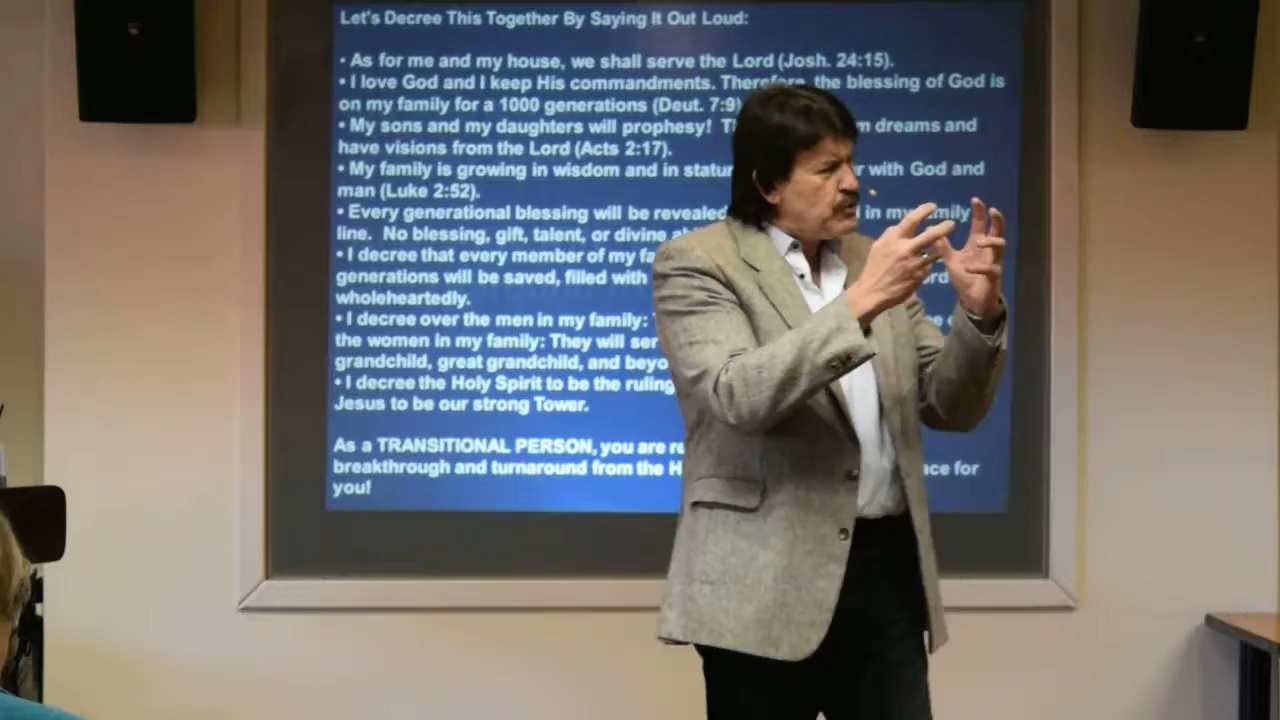 Let's Decree This Together By Saying It Out Loud:
• As for me and my house, we shall serve the Lord (Josh. 24:15).
• I love God and I keep His commandments. Therefore, the blessing of God is
on my family for a 1000 generations (Deut. 7:9)
• My sons and my daughters will prophesy! dreams and
have visions from the Lord (Acts 2:17).
• My family is growing in wisdom and in with God and
man (Luke 2:52).
• Every generational blessing will be revealed in my family
line. No blessing, gift, talent, or divine
• I decree that every member of my
generations will be saved, filled with
wholeheartedly.
• I decree over the men in my family:
the women in my family: They will
grandchild, great grandchild, and
• I decree the Holy Spirit to be the ruling
Jesus to be our strong Tower.
As a TRANSITIONAL PERSON, you are
breakthrough and turnaround from the for
you!